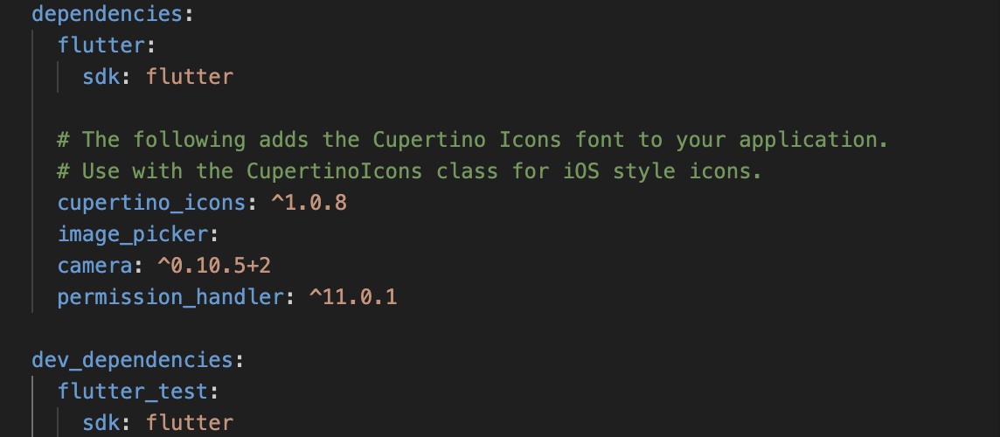 dependencies:
flutter:
sdk: flutter
# The following adds the Cupertino Icons font to your application.
# Use with the CupertinoIcons class for iOS style icons.
cupertino_icons: ^1.0.8
image_picker:
camera: ^0.10.5+2
permission_handler: ^11.0.1
dev_dependencies:
flutter_test:
sdk: flutter